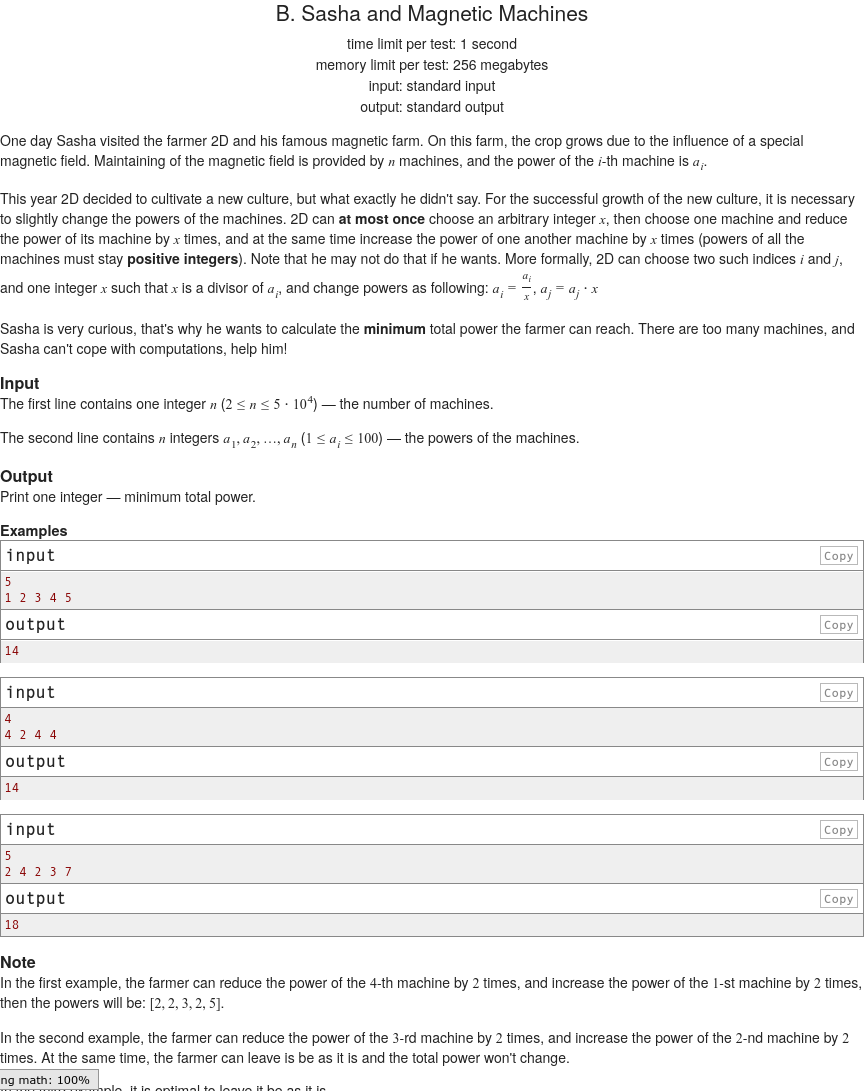 B. Sasha and Magnetic Machines
time limit per test: 1 second
memory limit per test: 256 megabytes
input: standard input
output: standard output
One day Sasha visited the farmer 2D and his famous magnetic farm. On this farm, the crop grows due to the influence of a special
magnetic field. Maintaining of the magnetic field is provided by n machines, and the power of the i-th machine is a_i.
This year 2D decided to cultivate a new culture, but what exactly he didn't say. For the successful growth of the new culture, it is necessary
to slightly change the powers of the machines. 2D can at most once choose an arbitrary integer x, then choose one machine and reduce
the power of its machine by x times, and at the same time increase the power of one another machine by x times (powers of all the
machines must stay positive integers). Note that he may not do that if he wants. More formally, 2D can choose two such indices i and j,
and one integer x such that x is a divisor of a_i, and change powers as following: a_i = a_i/x, a_j = a_j · x
Sasha is very curious, that's why he wants to calculate the minimum total power the farmer can reach. There are too many machines, and
Sasha can't cope with computations, help him!
Input
The first line contains one integer n (2 ≤ n ≤ 5 · 10^4) — the number of machines.
The second line contains n integers a_1, a_2, …, a_n (1 ≤ a_i ≤ 100) — the powers of the machines.
Output
Print one integer — minimum total power.
Examples
input Copy
5
1 2 3 4 5
output Copy
14
input Copy
4
4 2 4 4
output Copy
14
input Copy
5
2 4 2 3 7
output Copy
18
Note
In the first example, the farmer can reduce the power of the 4-th machine by 2 times, and increase the power of the 1-st machine by 2 times,
then the powers will be: [2, 2, 3, 2, 5].
In the second example, the farmer can reduce the power of the 3-rd machine by 2 times, and increase the power of the 2-nd machine by 2
times. At the same time, the farmer can leave is be as it is and the total power won't change.
ng math: 100%
example, it is optimal to leave it be as it is.